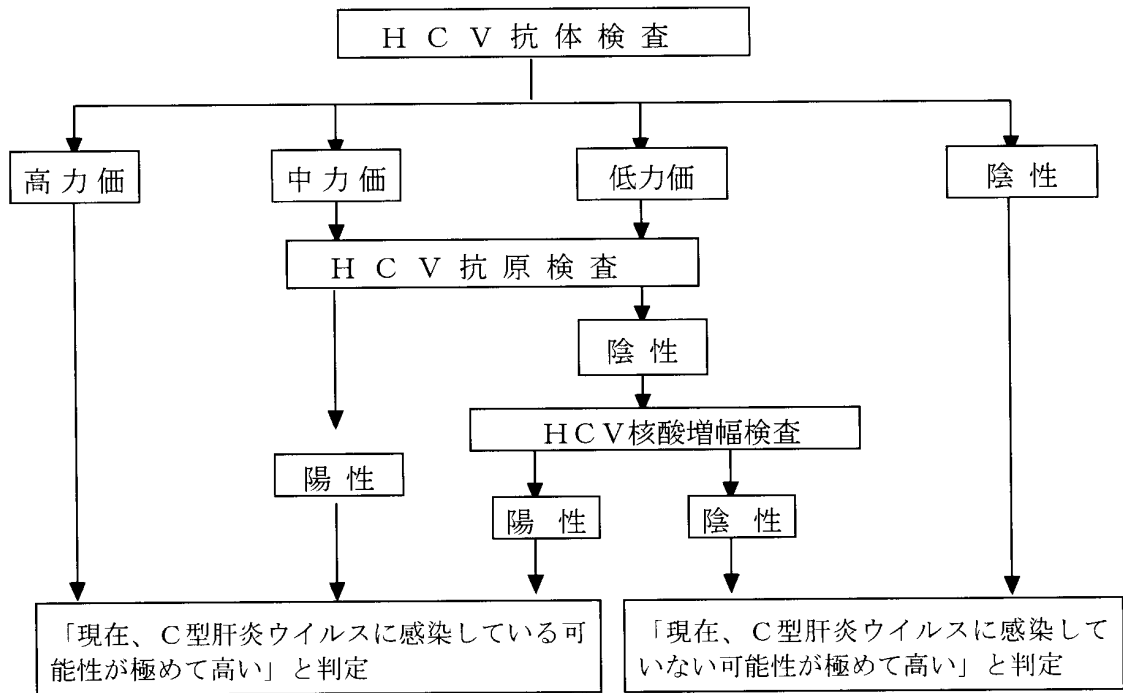 HCV抗体検査
高力価
中力価
低力価
陰性
HCV抗原検査
陰性
HCV核酸増幅検査
陽性
陽性
陰性
「現在、C型肝炎ウイルスに感染している可
能性が極めて高い」と判定
「現在、C型肝炎ウイルスに感染して
いない可能性が極めて高い」と判定